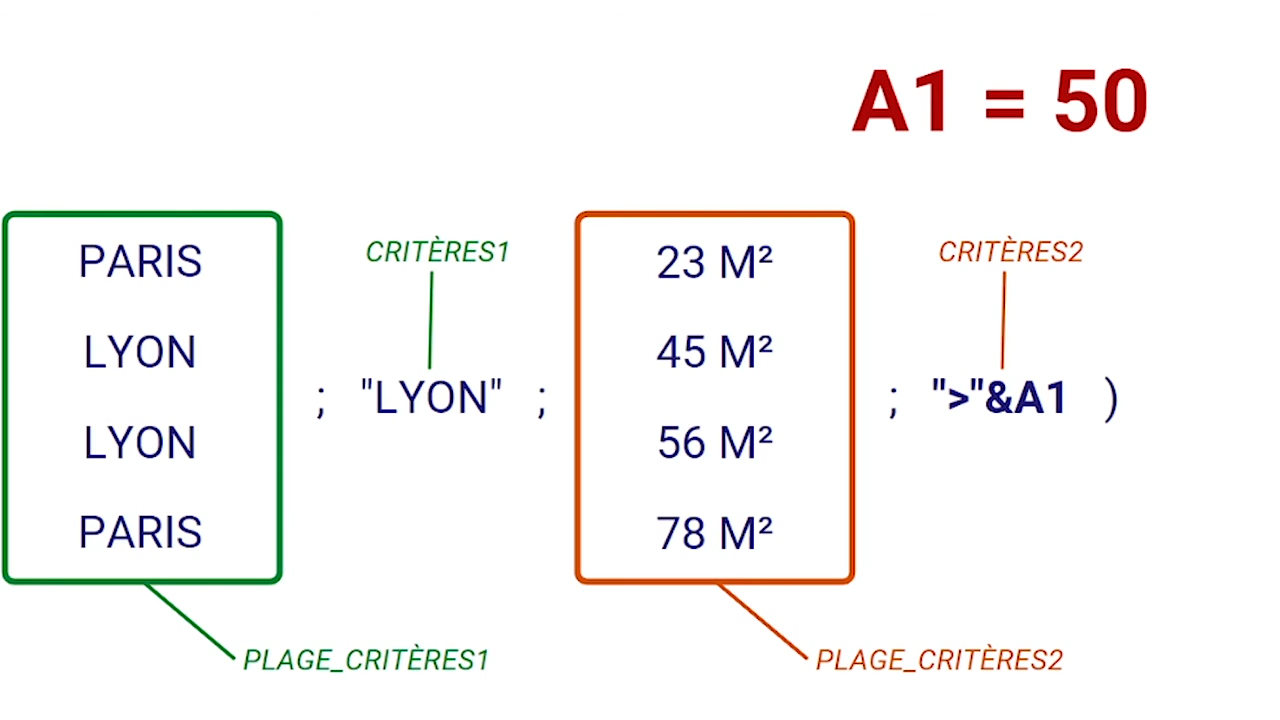 A1 = 50
CRITÈRES1
CRITÈRES2
PARIS
LYON
LYON
PARIS
; "LYON" ;
23 M²
45 M²
56 M²
78 M²
; ">"&A1 )
PLAGE_CRITÈRES1
PLAGE_CRITÈRES2